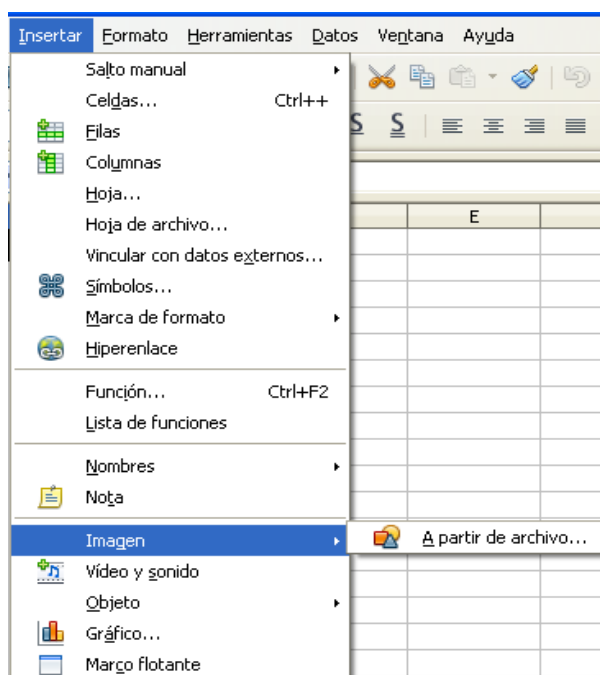 Insertar Formato Herramientas Datos Ventana Ayuda
Salto manual
Celdas... Ctrl++
Filas
Columnas
Hoja...
Hoja de archivo...
E
Vincular con datos externos...
Símbolos...
Marca de formato
Hiperenlace
Función... Ctrl+F2
Lista de funciones
Nombres
Nota
Imagen A partir de archivo...
Vídeo y sonido
Objeto
Gráfico...
Marco flotante